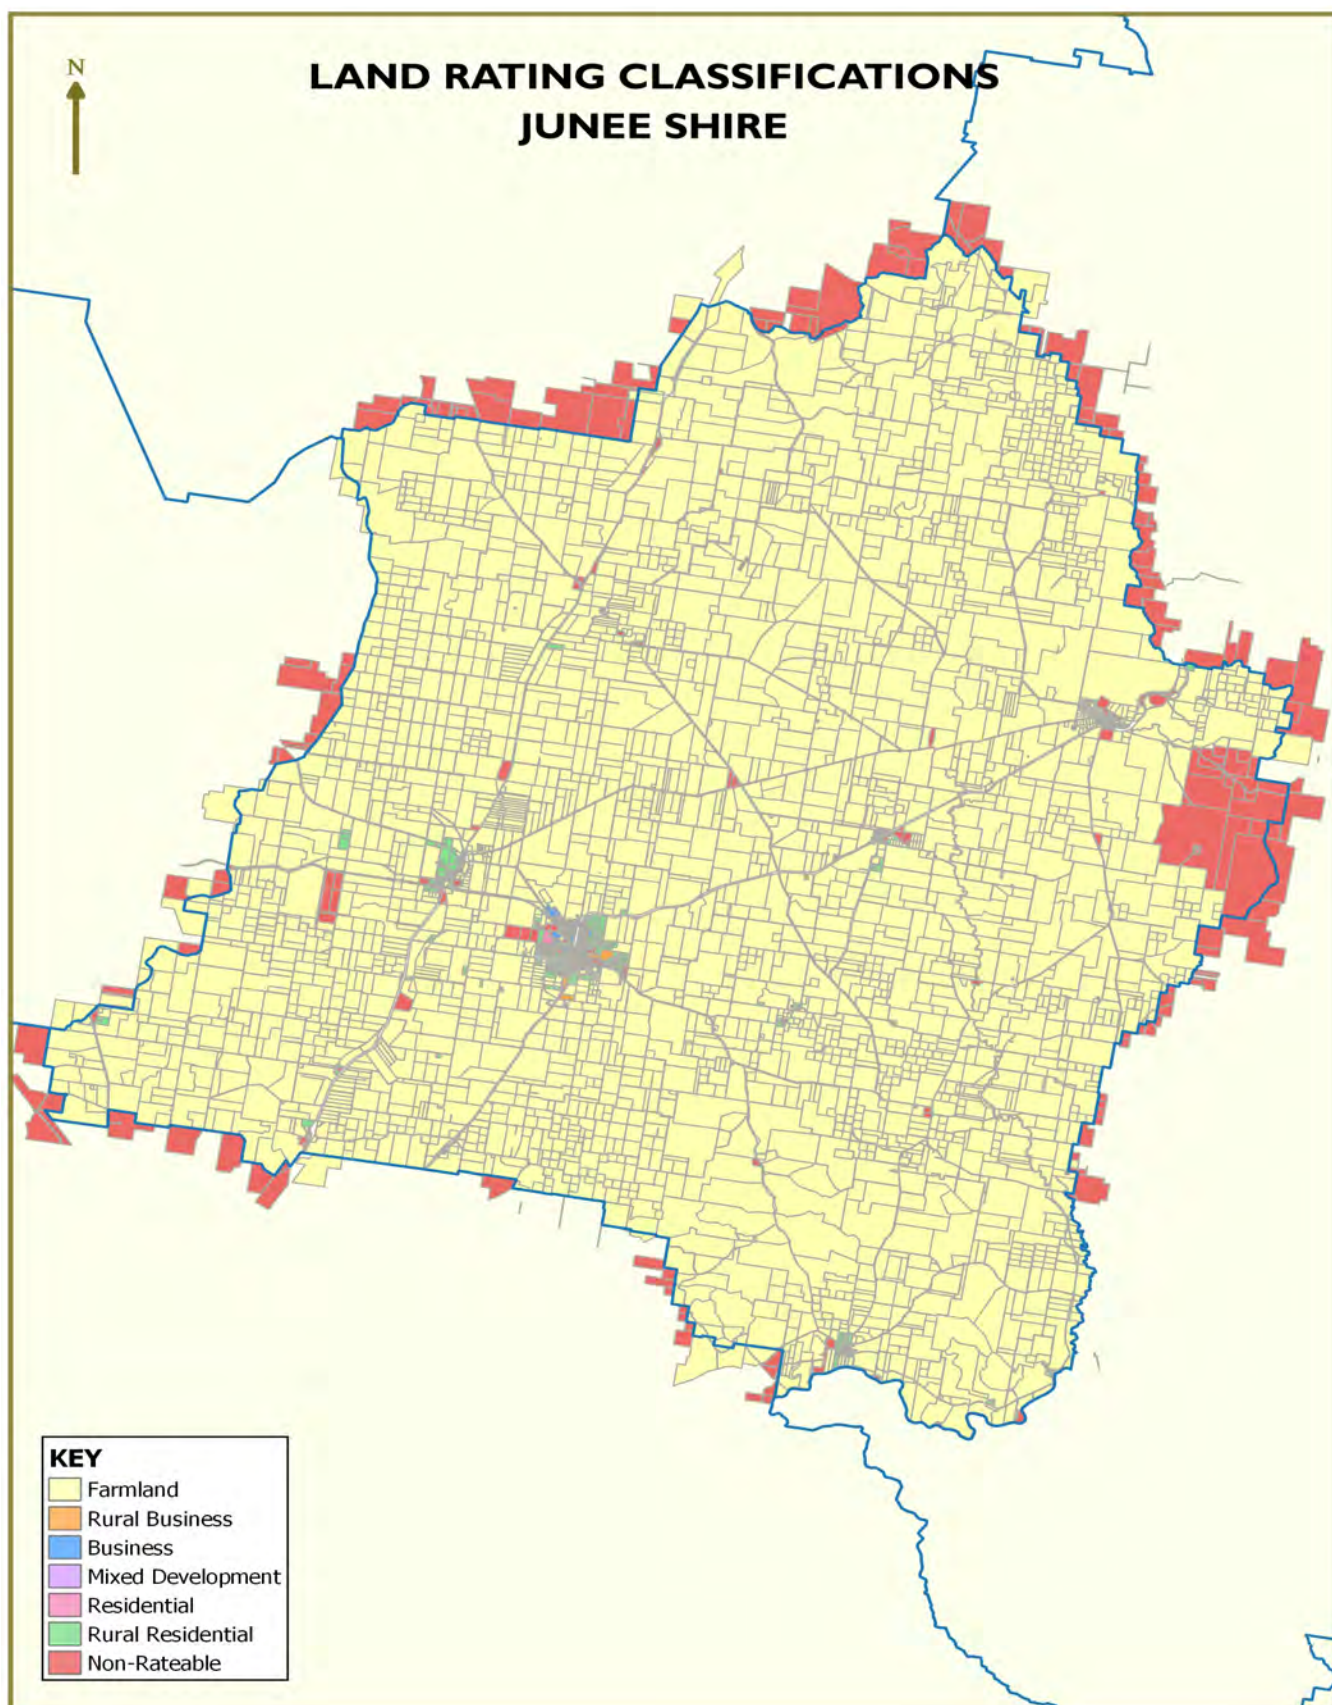 N
LAND RATING CLASSIFICATIONS
JUNEE SHIRE
KEY
Farmland
Rural Business
Business
Mixed Development
Residential
Rural Residential
Non-Rateable